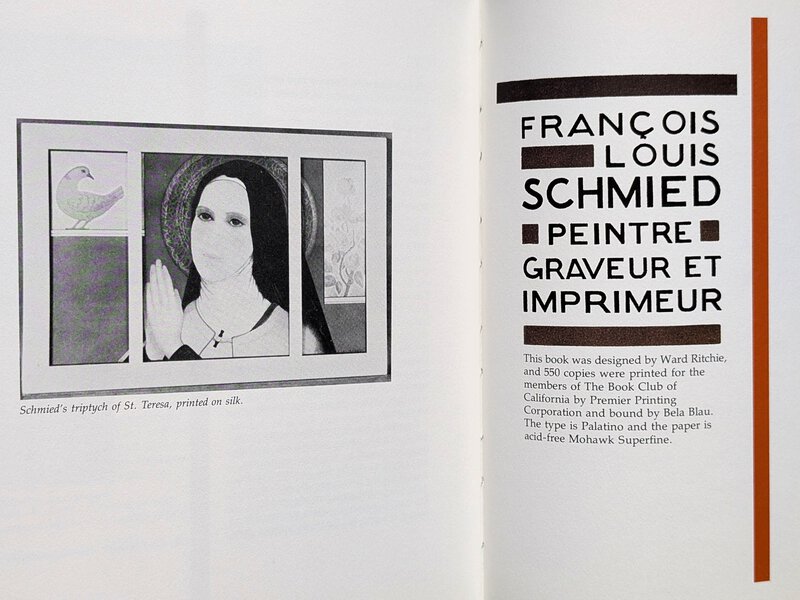 Schmied's triptych of St. Teresa, printed on silk.
FRANÇOIS
LOUIS
SCHMIED
PEINTRE
GRAVEUR ET
IMPRIMEUR
This book was designed by Ward Ritchie,
and 550 copies were printed for the
members of The Book Club of
California by Premier Printing
Corporation and bound by Bela Blau.
The type is Palatino and the paper is
acid-free Mohawk Superfine.